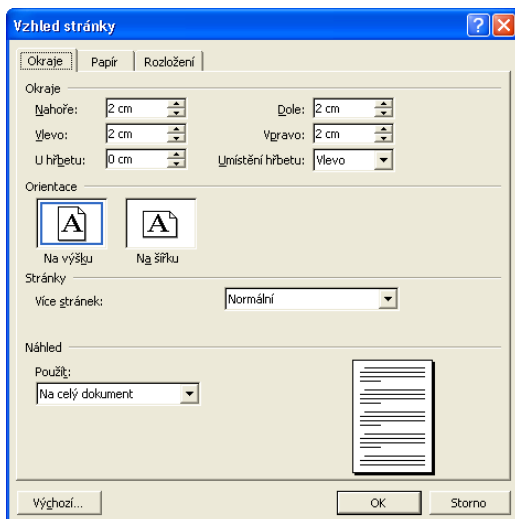 Vzhled stránky
Okraje Papír Rozložení
Okraje
Nahoře: 2 cm Dole: 2 cm
Vlevo: 2 cm Vpravo: 2 cm
U hřbetu: 0 cm Umístění hřbetu: Vlevo
Orientace
A A
Na výšku Na šířku
Stránky
Více stránek: Normální
Náhled
Použít:
Na celý dokument
Výchozí... OK Storno